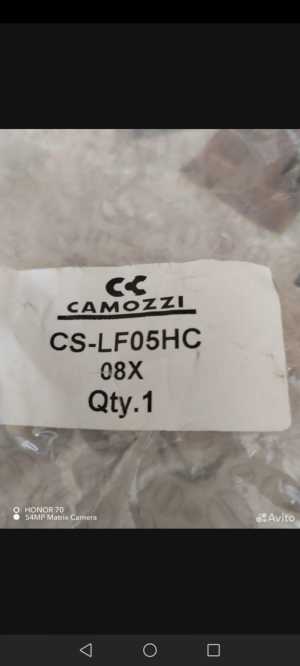 CAMOZZI
CS-LF05HC
08X
Qty.1
HONOR 70
54MP Matrix Camera
Avito